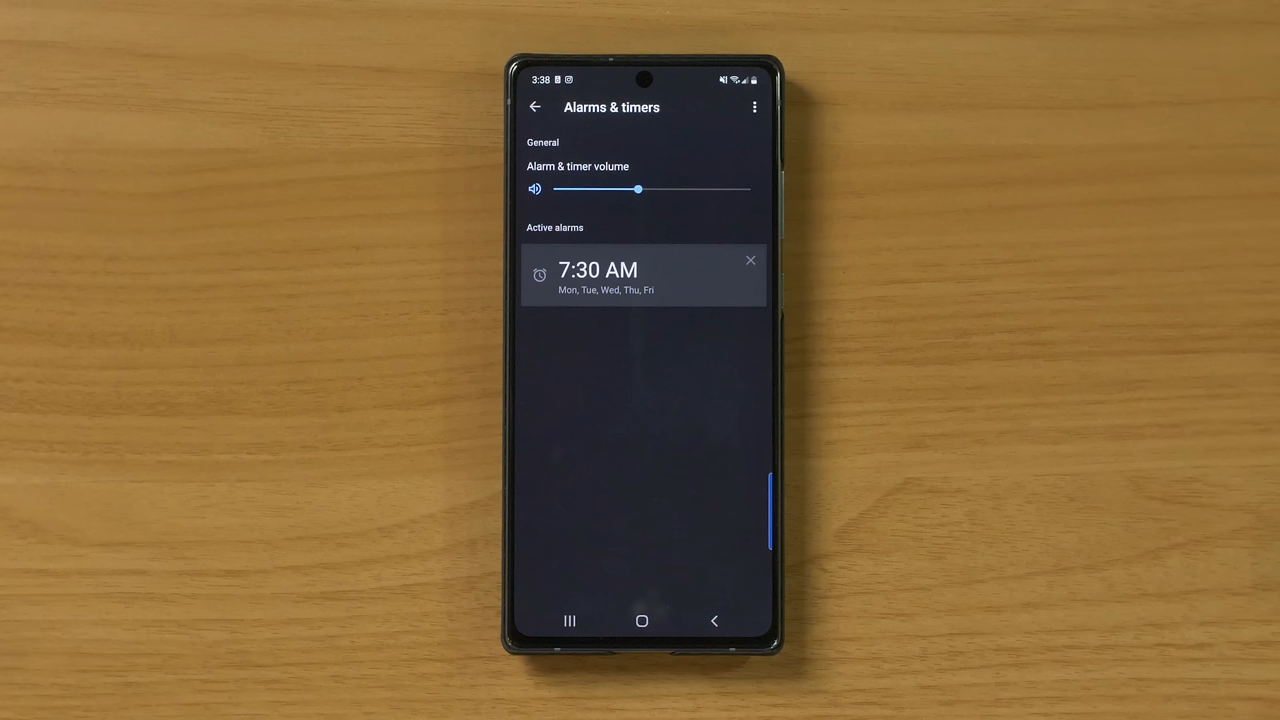 3:38
Alarms & timers
General
Alarm & timer volume
Active alarms
7:30 AM
Mon, Tue, Wed, Thu, Fri